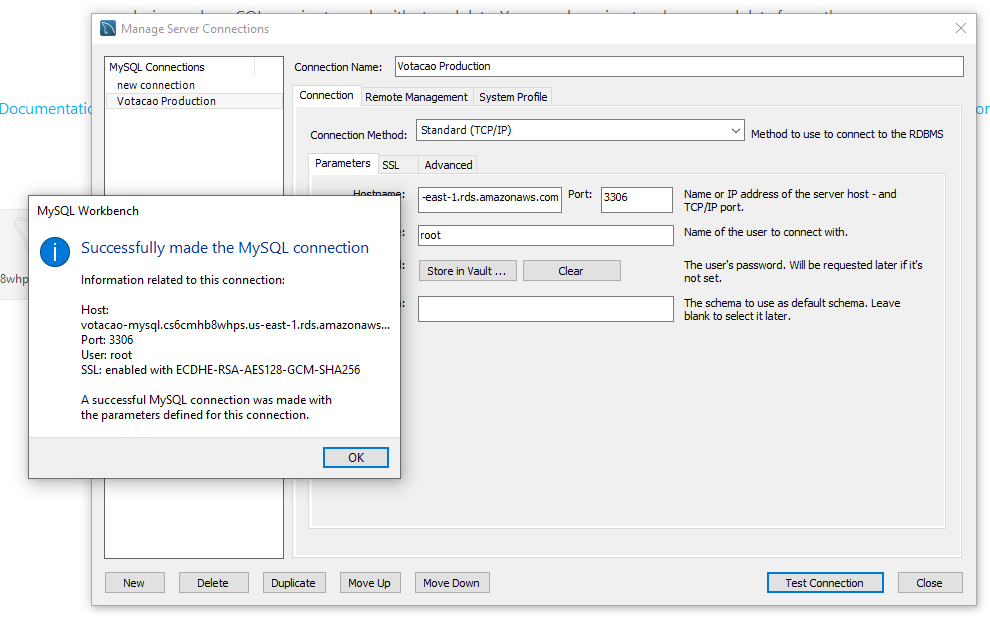 Manage Server Connections
MySQL Connections
new connection
Votacao Production
Connection Name: Votacao Production
Connection Remote Management System Profile
Connection Method: Standard (TCP/IP) Method to use to connect to the RDBMS
Parameters SSL Advanced
Hostname: -east-1.rds.amazonaws.com Port: 3306 Name or IP address of the server host - and
TCP/IP port.
root Name of the user to connect with.
Store in Vault ... Clear The user's password. Will be requested later if it's
not set.
The schema to use as default schema. Leave
blank to select it later.
MySQL Workbench
Successfully made the MySQL connection
Information related to this connection:
Host:
votacao-mysql.cs6cmhb8whps.us-east-1.rds.amazonaws...
Port: 3306
User: root
SSL: enabled with ECDHE-RSA-AES128-GCM-SHA256
A successful MySQL connection was made with
the parameters defined for this connection.
OK
New Delete Duplicate Move Up Move Down Test Connection Close
Documentatio
8whp